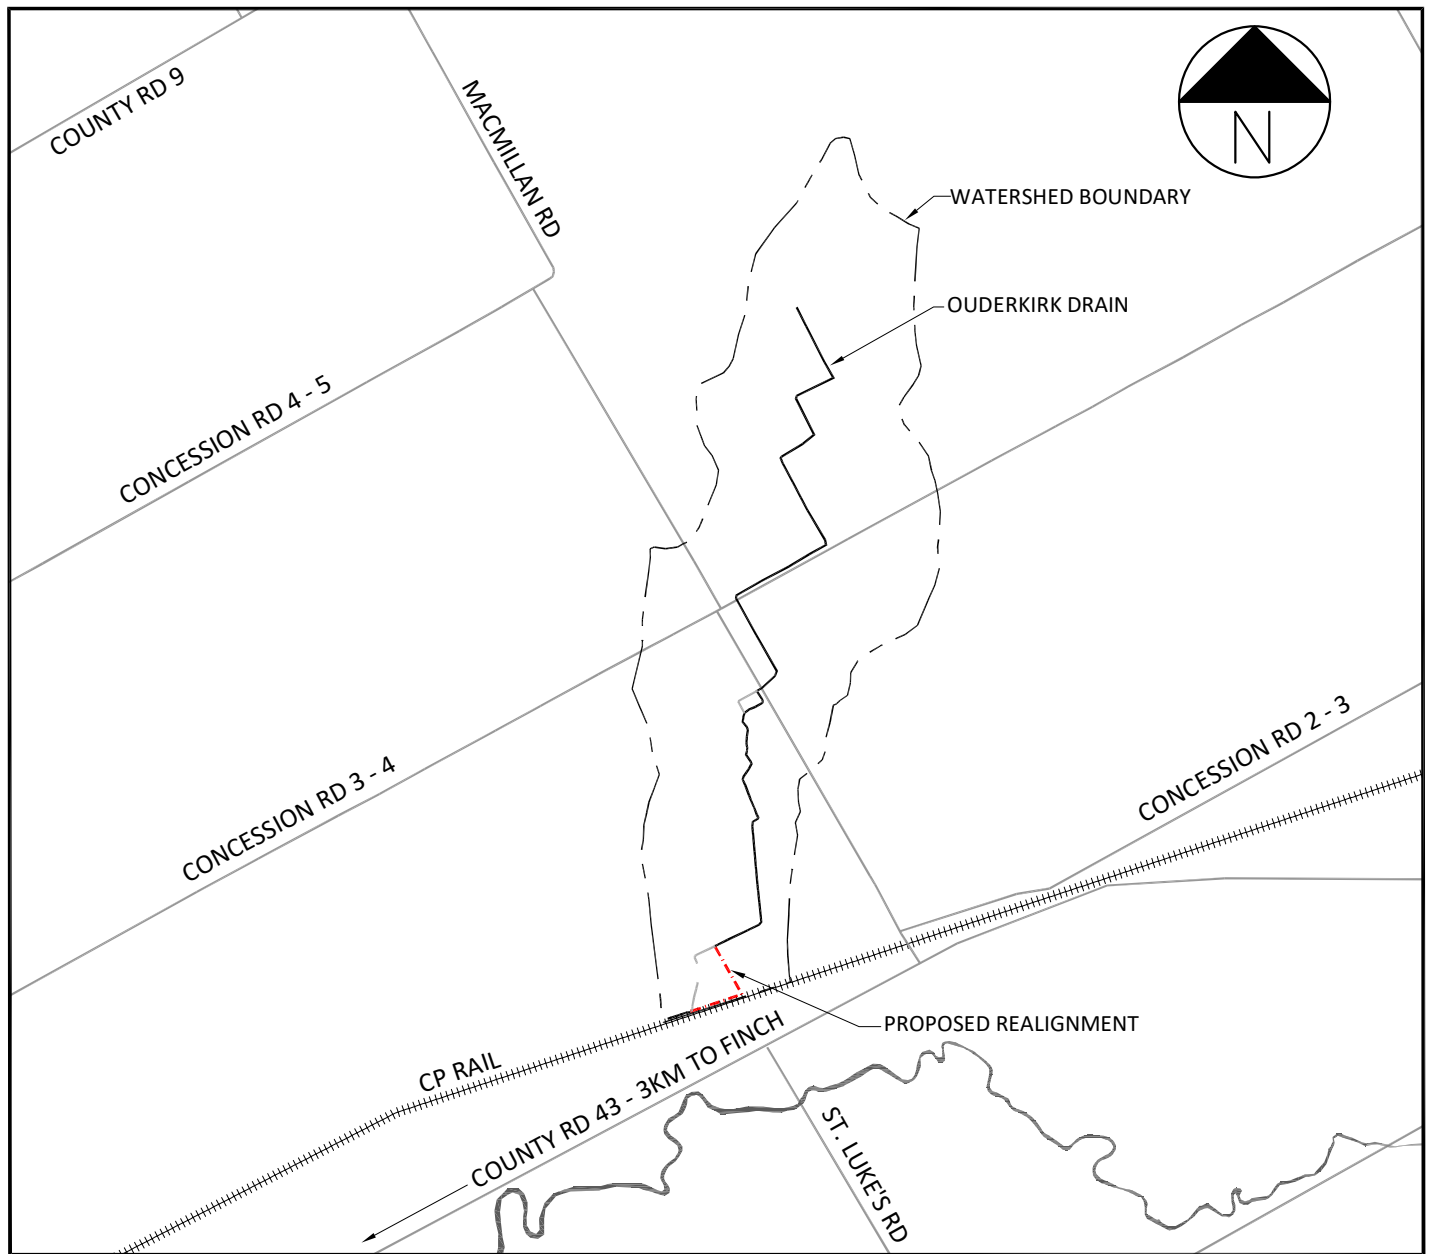 COUNTY RD 9
MACMILLAN RD
N
WATERSHED BOUNDARY
OUDERKIRK DRAIN
CONCESSION RD 4 - 5
CONCESSION RD 3 - 4
CONCESSION RD 2 - 3
PROPOSED REALIGNMENT
CP RAIL
COUNTY RD 43 - 3KM TO FINCH
ST. LUKE'S RD